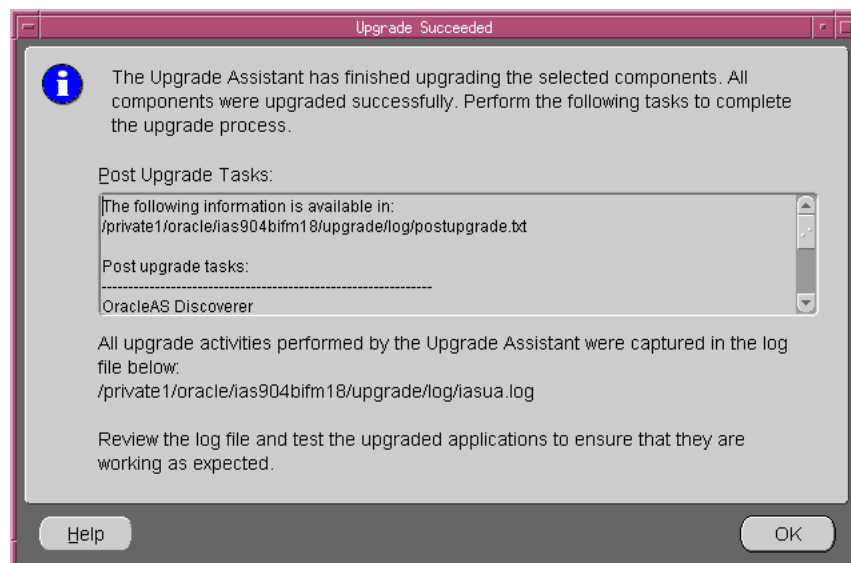 Upgrade Succeeded
The Upgrade Assistant has finished upgrading the selected components. All
components were upgraded successfully. Perform the following tasks to complete
the upgrade process.
Post Upgrade Tasks:
The following information is available in:
/private1/oracle/ias904bifm18/upgrade/log/postupgrade.txt
Post upgrade tasks:
------------------------------------------------------------------
OracleAS Discoverer
All upgrade activities performed by the Upgrade Assistant were captured in the log
file below:
/private1/oracle/ias904bifm18/upgrade/log/iasua.log
Review the log file and test the upgraded applications to ensure that they are
working as expected.
Help
OK